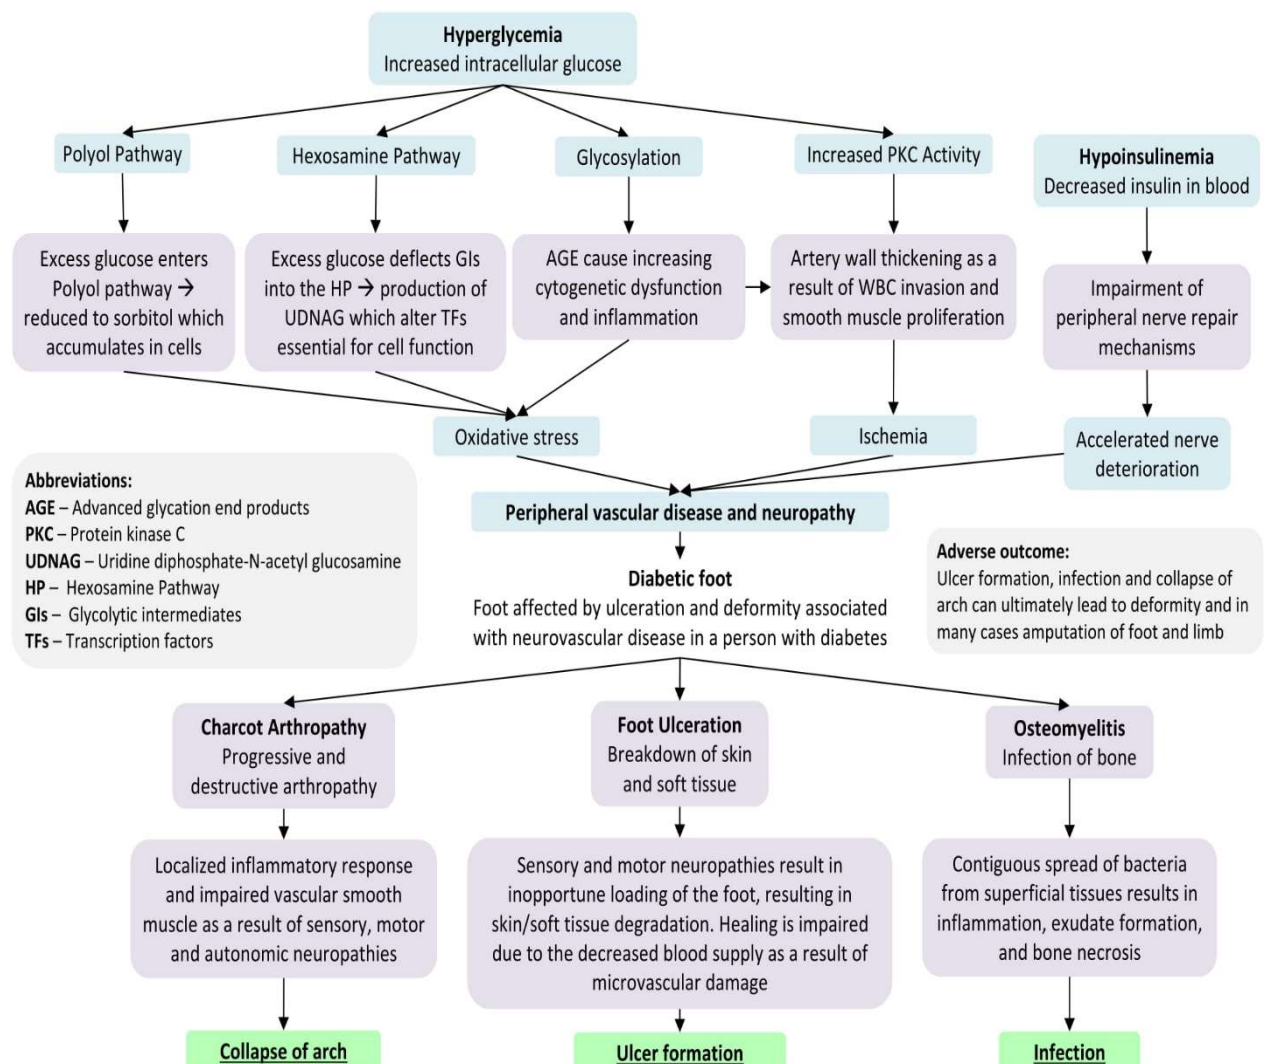 Hyperglycemia
Increased intracellular glucose
Polyol Pathway
Hexosamine Pathway
Glycosylation
Increased PKC Activity
Hypoinsulinemia
Decreased insulin in blood
Excess glucose enters
Polyol pathway →
reduced to sorbitol which
accumulates in cells
Excess glucose deflects GIs
into the HP → production of
UDNAG which alter TFs
essential for cell function
AGE cause increasing
cytogenetic dysfunction
and inflammation
Artery wall thickening as a
result of WBC invasion and
smooth muscle proliferation
Impairment of
peripheral nerve repair
mechanisms
Oxidative stress
Ischemia
Accelerated nerve
deterioration
Abbreviations:
AGE – Advanced glycation end products
PKC – Protein kinase C
UDNAG – Uridine diphosphate-N-acetyl glucosamine
HP – Hexosamine Pathway
GIs – Glycolytic intermediates
TFs – Transcription factors
Peripheral vascular disease and neuropathy
Diabetic foot
Foot affected by ulceration and deformity associated
with neurovascular disease in a person with diabetes
Adverse outcome:
Ulcer formation, infection and collapse of
arch can ultimately lead to deformity and in
many cases amputation of foot and limb
Charcot Arthropathy
Progressive and
destructive arthropathy
Foot Ulceration
Breakdown of skin
and soft tissue
Osteomyelitis
Infection of bone
Localized inflammatory response
and impaired vascular smooth
muscle as a result of sensory, motor
and autonomic neuropathies
Sensory and motor neuropathies result in
inopportune loading of the foot, resulting in
skin/soft tissue degradation. Healing is impaired
due to the decreased blood supply as a result of
microvascular damage
Contiguous spread of bacteria
from superficial tissues results in
inflammation, exudate formation,
and bone necrosis
Collapse of arch
Ulcer formation
Infection